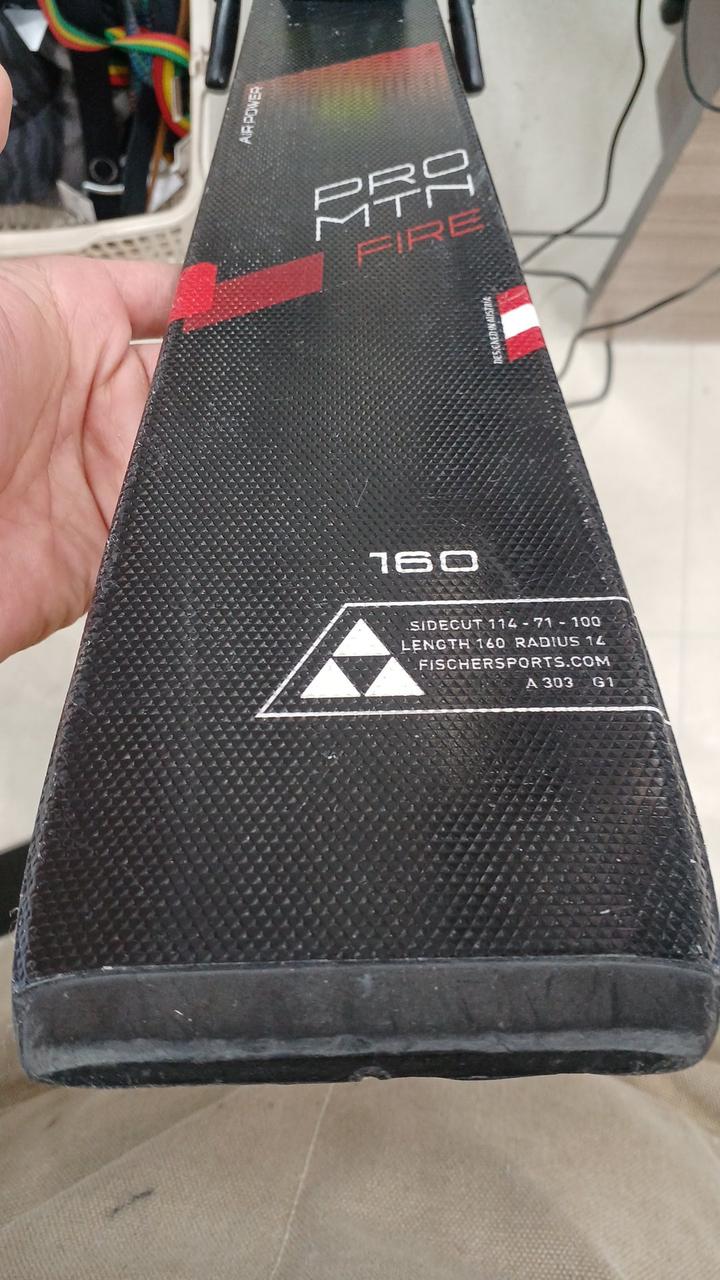 AIR POWER
PRO
MTN
FIRE
DESIGNED IN AUSTRIA
160
SIDECUT 114 - 71 - 100
LENGTH 160 RADIUS 14
FISCHERSPORTS.COM
A 303 G1